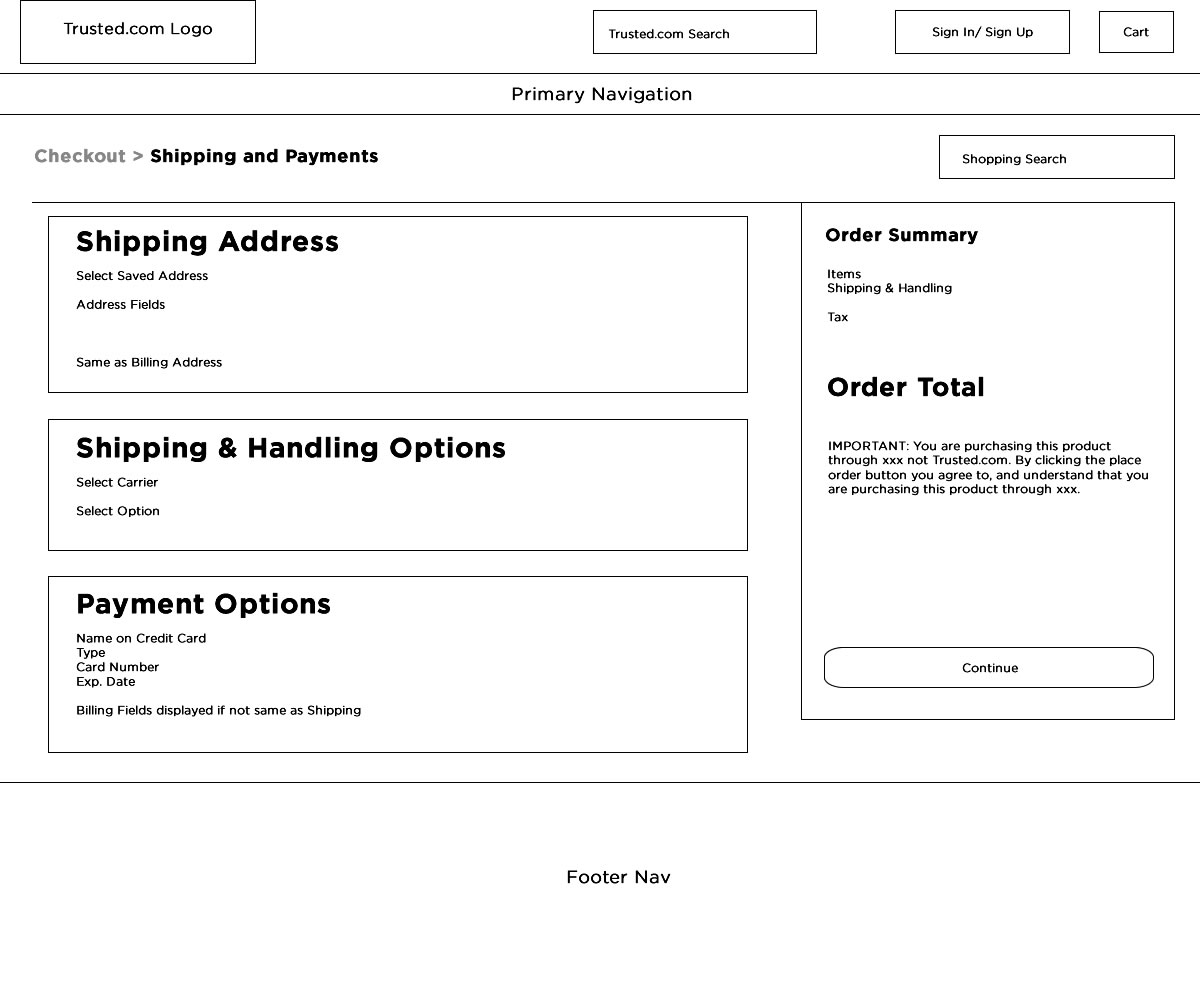 Trusted.com Logo
Trusted.com Search
Sign In/ Sign Up
Cart
Primary Navigation
Checkout > Shipping and Payments
Shopping Search
Shipping Address
Select Saved Address
Address Fields
Same as Billing Address
Shipping & Handling Options
Select Carrier
Select Option
Payment Options
Name on Credit Card
Type
Card Number
Exp. Date
Billing Fields displayed if not same as Shipping
Order Summary
Items
Shipping & Handling
Tax
Order Total
IMPORTANT: You are purchasing this product
through xxx not Trusted.com. By clicking the place
order button you agree to, and understand that you
are purchasing this product through xxx.
Continue
Footer Nav